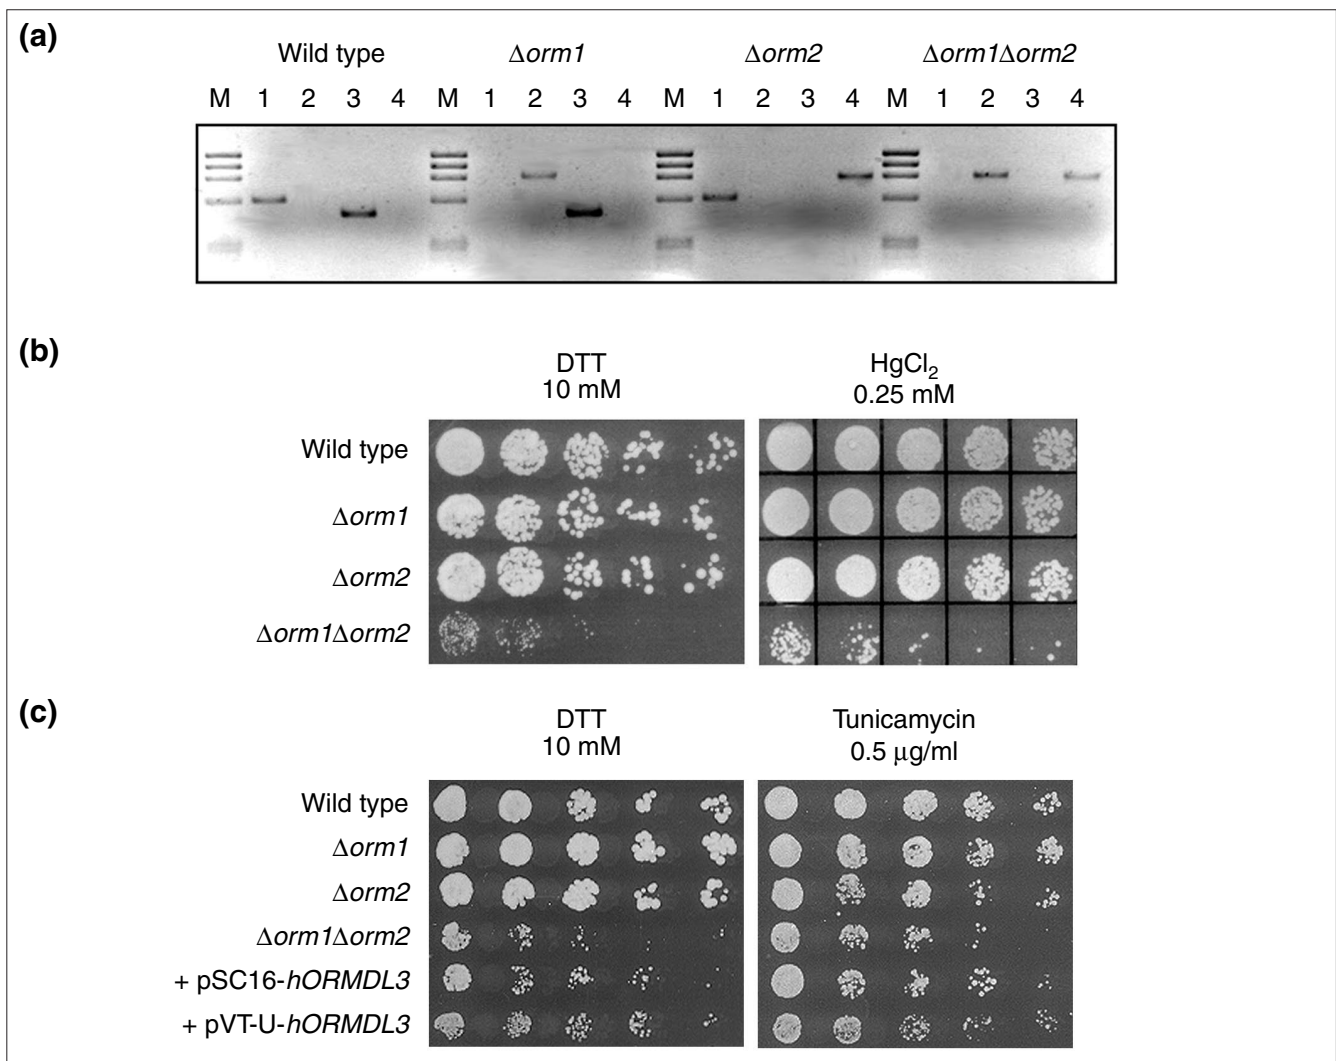 (a)
Wild type Δorm1 Δorm2 Δorm1Δorm2
M 1 2 3 4 M 1 2 3 4 M 1 2 3 4 M 1 2 3 4
(b)
DTT
10 mM
HgCl₂
0.25 mM
Wild type
Δorm1
Δorm2
Δorm1Δorm2
(c)
DTT
10 mM
Tunicamycin
0.5 μg/ml
Wild type
Δorm1
Δorm2
Δorm1Δorm2
+ pSC16-hORMDL3
+ pVT-U-hORMDL3